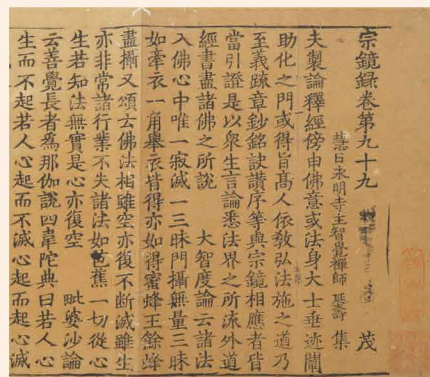 宗鏡錄卷第九十九 茂
慧日永明寺主智覺禪師 延壽 集
夫製論釋經傍申佛意或法身大士垂迹闡
助化之門或得旨高人依教弘法施之道乃
至義疏章鈔銘訣讚序等與宗鏡相應者皆
當引證是以衆生言論悉法界之所流外道
經書盡諸佛之所說 大智度論云諸法
入佛心中唯一寂滅一三昧門攝無量三昧
如牽衣一角舉衣皆得亦如得蜜蜂王餘蜂
盡攝又頌古佛法相雖空亦復不斷滅雖生
亦非常諸行業不失諸法如芭蕉一切從心
生若知法無實是心亦復空 毗婆沙論
云善覺長者爲那伽說四韋陀典曰若人心
生而不起若人心起而不滅心起而起心滅